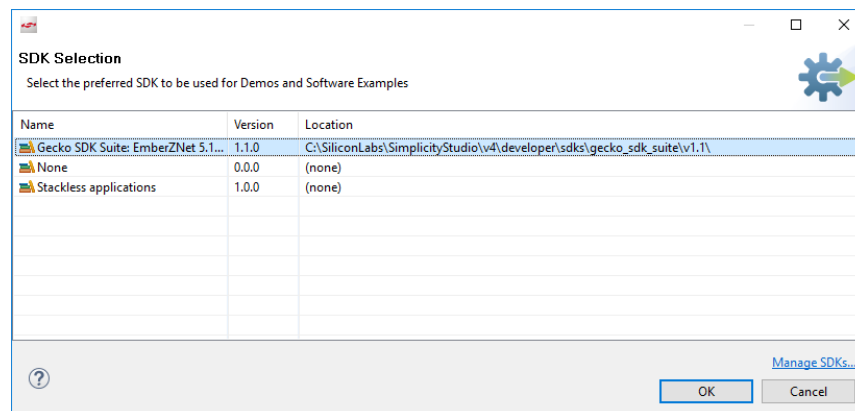 SDK Selection
Select the preferred SDK to be used for Demos and Software Examples
Name Version Location
Gecko SDK Suite: EmberZNet 5.1... 1.1.0 C:\SiliconLabs\SimplicityStudio\v4\developer\sdks\gecko_sdk_suite\v1.1\
None 0.0.0 (none)
Stackless applications 1.0.0 (none)
Manage SDKs...
? OK Cancel